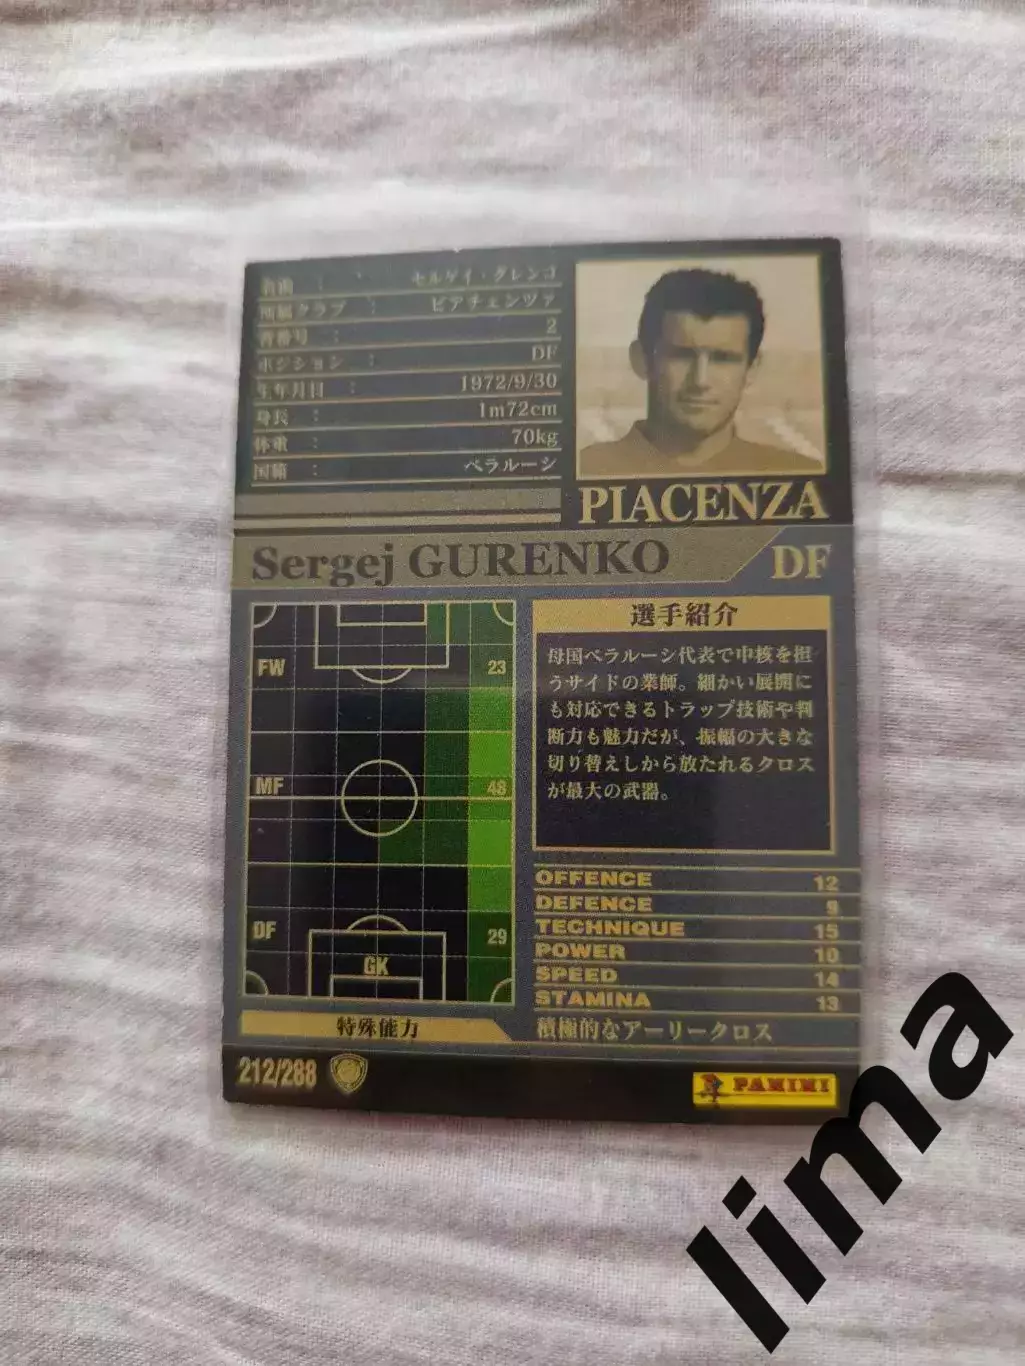 名前 : セルゲイ・グレンコ
所属クラブ : ピアチェンツァ
背番号 : 2
ポジション : DF
生年月日 : 1972/9/30
身長 : 1m72cm
体重 : 70kg
国籍 : ベラルーシ
PIACENZA
Sergej GURENKO DF
選手紹介
母国ベラルーシ代表で中核を担
うサイドの業師。細かい展開に
も対応できるトラップ技術や判
断力も魅力だが、振幅の大きな
切り替えしから放たれるクロス
が最大の武器。
FW 23
MF 48
DF 29
GK
OFFENCE 12
DEFENCE 9
TECHNIQUE 15
POWER 10
SPEED 14
STAMINA 13
特殊能力 積極的なアーリークロス
212/288
PANINI
lima